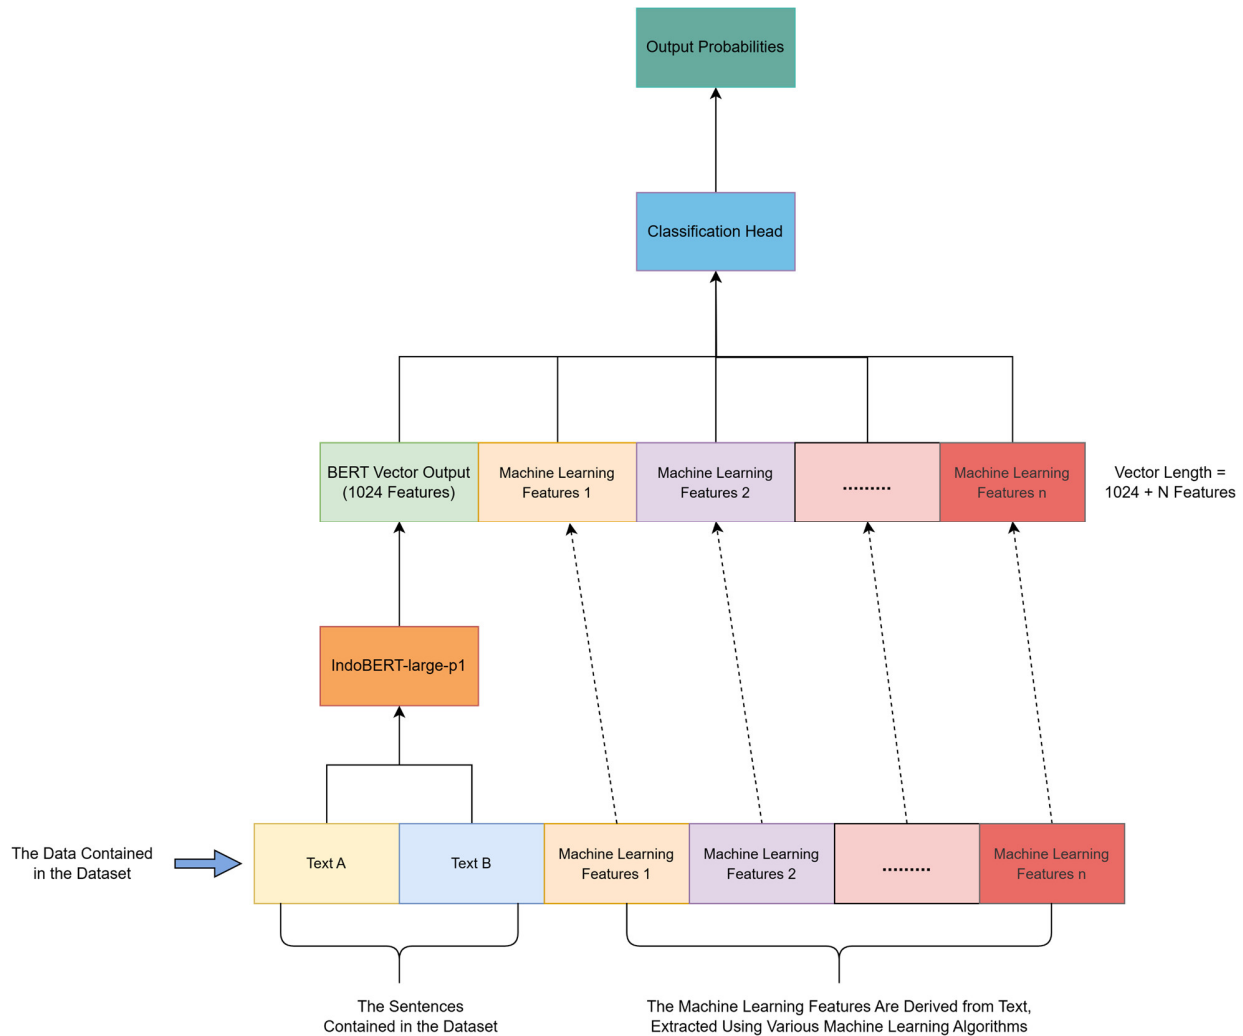 Output Probabilities
Classification Head
BERT Vector Output
(1024 Features)
Machine Learning
Features 1
Machine Learning
Features 2
.........
Machine Learning
Features n
Vector Length =
1024 + N Features
IndoBERT-large-p1
The Data Contained
in the Dataset
Text A
Text B
Machine Learning
Features 1
Machine Learning
Features 2
.........
Machine Learning
Features n
The Sentences
Contained in the Dataset
The Machine Learning Features Are Derived from Text,
Extracted Using Various Machine Learning Algorithms